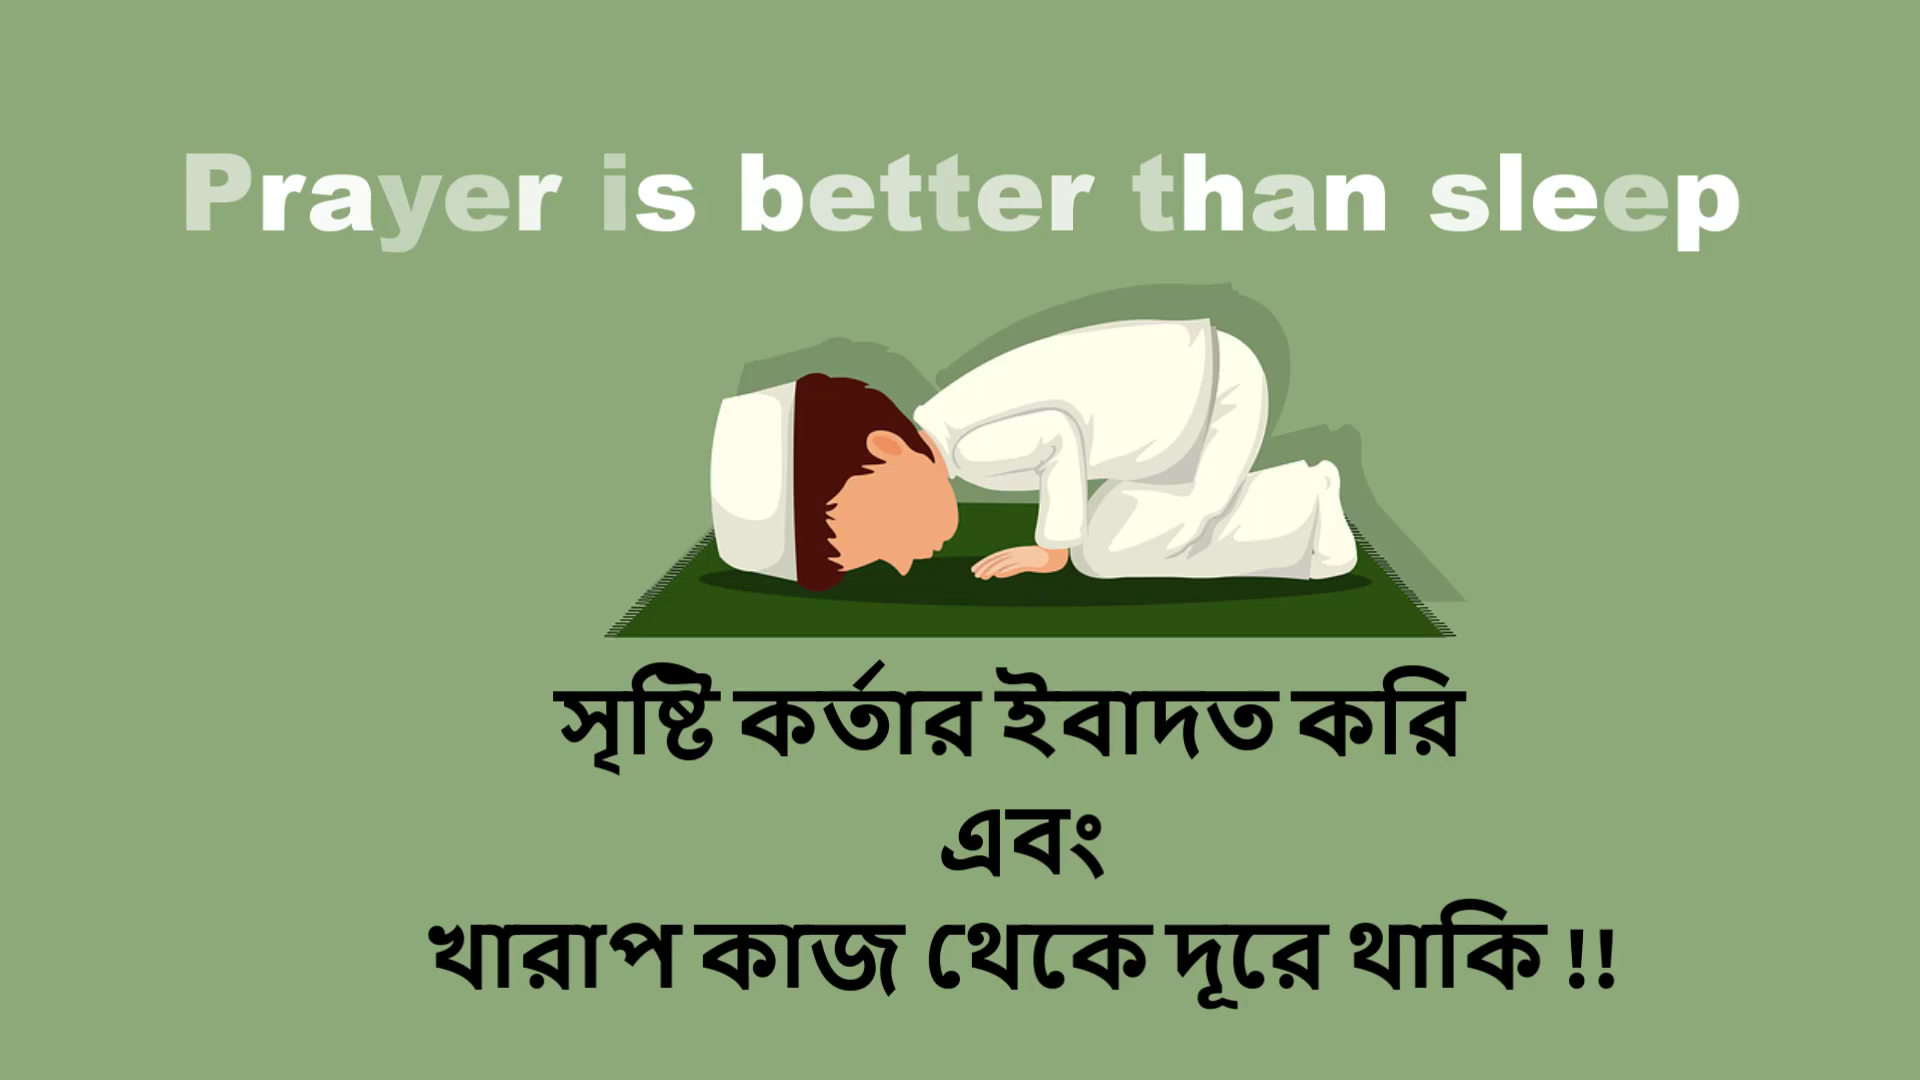 Prayer is better than sleep
সৃষ্টি কর্তার ইবাদত করি
এবং
খারাপ কাজ থেকে দূরে থাকি !!